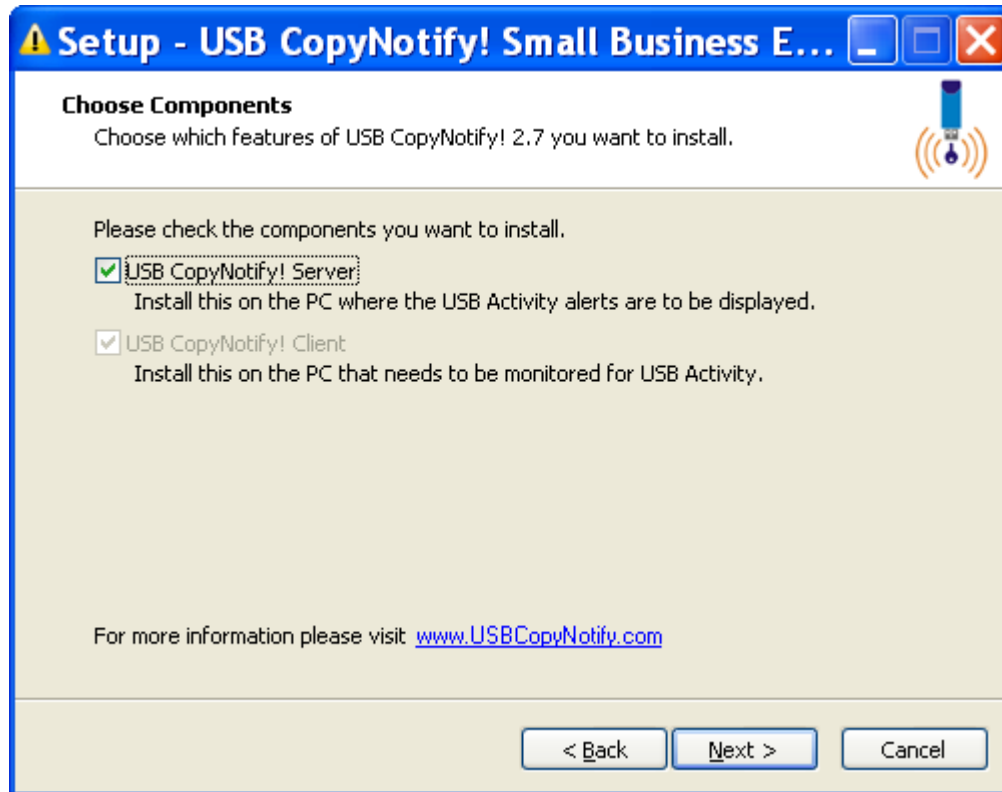 Setup - USB CopyNotify! Small Business E...
Choose Components
Choose which features of USB CopyNotify! 2.7 you want to install.
Please check the components you want to install.
USB CopyNotify! Server
Install this on the PC where the USB Activity alerts are to be displayed.
USB CopyNotify! Client
Install this on the PC that needs to be monitored for USB Activity.
For more information please visit www.USBCopyNotify.com
< Back Next > Cancel